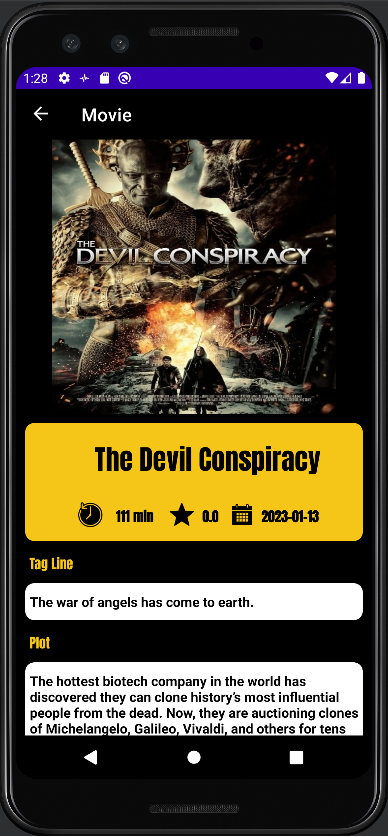 1:28
Movie
THE
DEVIL CONSPIRACY
The Devil Conspiracy
111 min 0.0 2023-01-13
Tag Line
The war of angels has come to earth.
Plot
The hottest biotech company in the world has
discovered they can clone history's most influential
people from the dead. Now, they are auctioning clones
of Michelangelo, Galileo, Vivaldi, and others for tens